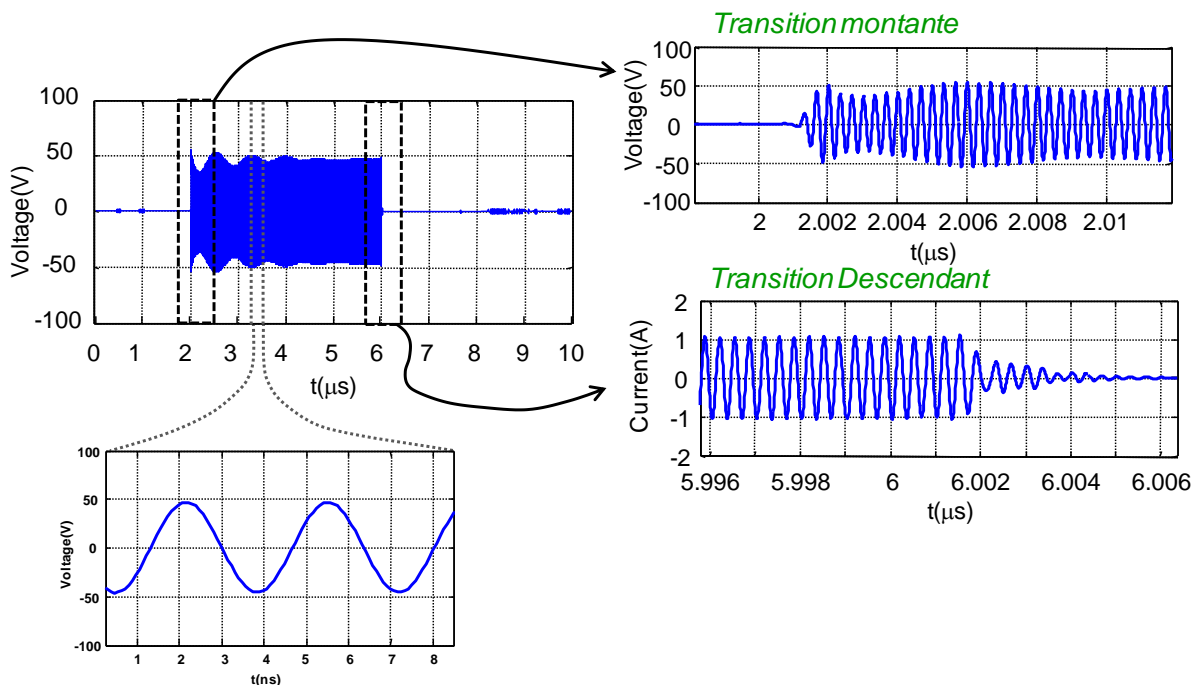 Transition montante
100
50
0
-50
-100
Voltage(V)
0 1 2 3 4 5 6 7 8 9 10
t(μs)
100
50
0
-50
-100
Voltage(V)
2 2.002 2.004 2.006 2.008 2.01
t(μs)
Transition Descendant
2
1
0
-1
-2
Current(A)
5.996 5.998 6 6.002 6.004 6.006
t(μs)
100
50
0
-50
-100
Voltage(V)
1 2 3 4 5 6 7 8
t(ns)